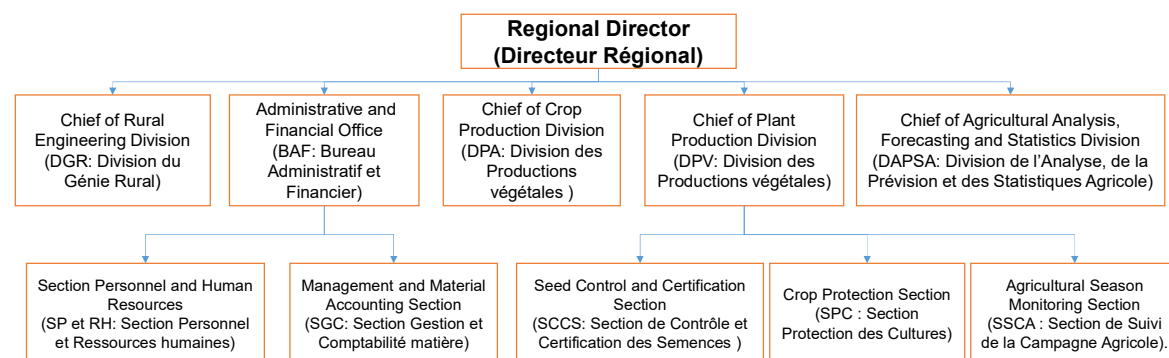 Regional Director
(Directeur Régional)
Chief of Rural
Engineering Division
(DGR: Division du
Génie Rural)
Administrative and
Financial Office
(BAF: Bureau
Administratif et
Financier)
Chief of Crop
Production Division
(DPA: Division des
Productions
végétales )
Chief of Plant
Production Division
(DPV: Division des
Productions végétales)
Chief of Agricultural Analysis,
Forecasting and Statistics Division
(DAPSA: Division de l’Analyse, de la
Prévision et des Statistiques Agricole)
Section Personnel and Human
Resources
(SP et RH: Section Personnel
et Ressources humaines)
Management and Material
Accounting Section
(SGC: Section Gestion et
Comptabilité matière)
Seed Control and Certification
Section
(SCCS: Section de Contrôle et
Certification des Semences )
Crop Protection Section
(SPC : Section
Protection des Cultures)
Agricultural Season
Monitoring Section
(SSCA : Section de Suivi
de la Campagne Agricole).